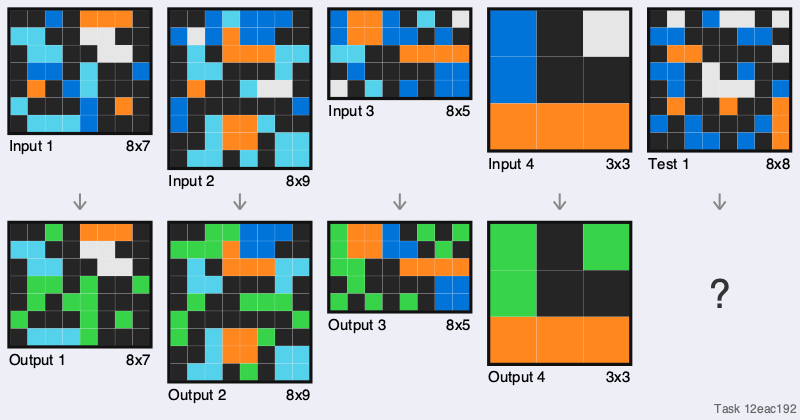 Input 1 8x7
Input 2 8x9
Input 3 8x5
Input 4 3x3
Test 1 8x8
Output 1 8x7
Output 2 8x9
Output 3 8x5
Output 4 3x3
?
Task 12eac192